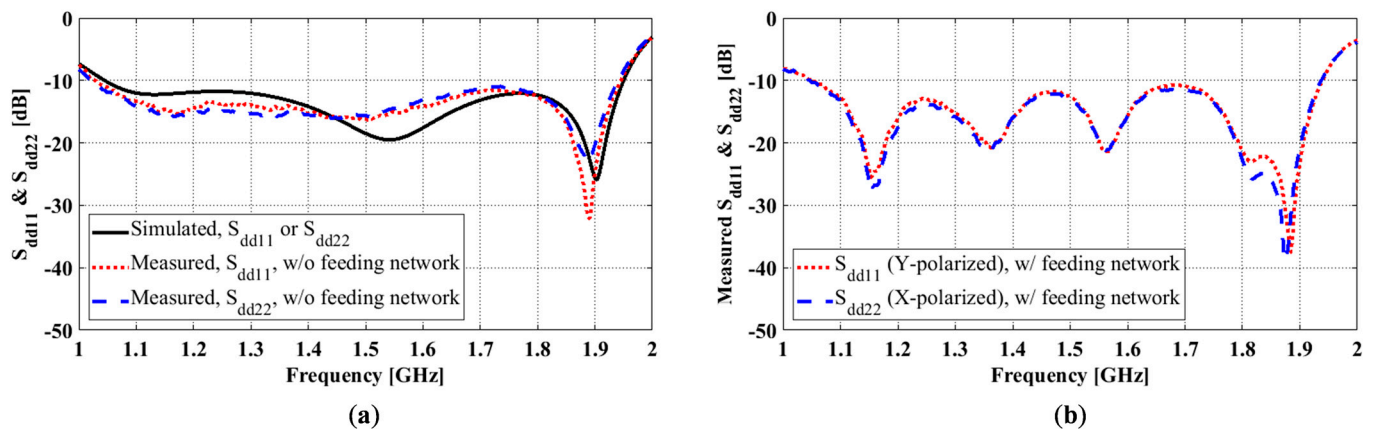 S_dd11 & S_dd22 [dB]
0
-10
-20
-30
-40
-50
Simulated, S_dd11 or S_dd22
Measured, S_dd11, w/o feeding network
Measured, S_dd22, w/o feeding network
1 1.1 1.2 1.3 1.4 1.5 1.6 1.7 1.8 1.9 2
Frequency [GHz]
(a)
Measured S_dd11 & S_dd22 [dB]
0
-10
-20
-30
-40
-50
S_dd11 (Y-polarized), w/ feeding network
S_dd22 (X-polarized), w/ feeding network
1 1.1 1.2 1.3 1.4 1.5 1.6 1.7 1.8 1.9 2
Frequency [GHz]
(b)